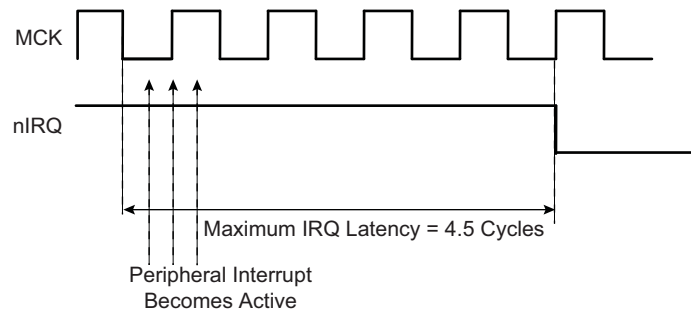 MCK
nIRQ
Maximum IRQ Latency = 4.5 Cycles
Peripheral Interrupt
Becomes Active